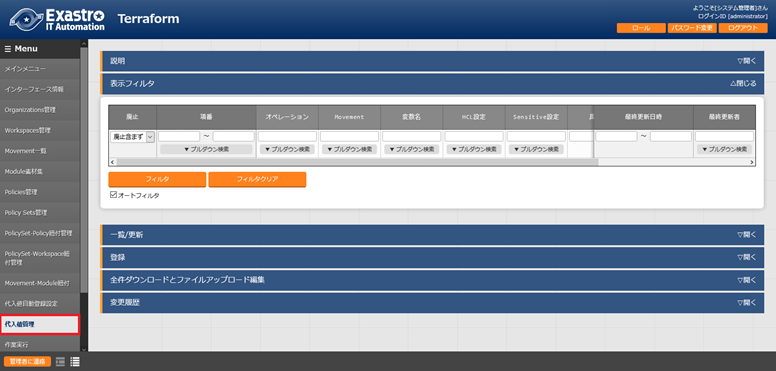 Exastro
IT Automation
Terraform
ようこそ[システム管理者]さん
ログインID [administrator]
ロール
パスワード変更
ログアウト
Menu
メインメニュー
インターフェース情報
Organizations管理
Workspaces管理
Movement一覧
Module素材集
Policies管理
Policy Sets管理
PolicySet-Policy紐付管理
PolicySet-Workspace紐
付管理
Movement-Module紐付
代入値自動登録設定
代入値管理
作業実行
管理者に連絡
説明
▽開く
表示フィルタ
△閉じる
廃止
項番
オペレーション
Movement
変数名
HCL設定
Sensitive設定
最終更新日時
最終更新者
廃止含まず
～
～
▼ プルダウン検索
▼ プルダウン検索
▼ プルダウン検索
▼ プルダウン検索
▼ プルダウン検索
▼ プルダウン検索
▼ プルダウン検索
フィルタ
フィルタクリア
オートフィルタ
一覧/更新
▽開く
登録
▽開く
全件ダウンロードとファイルアップロード編集
▽開く
変更履歴
▽開く